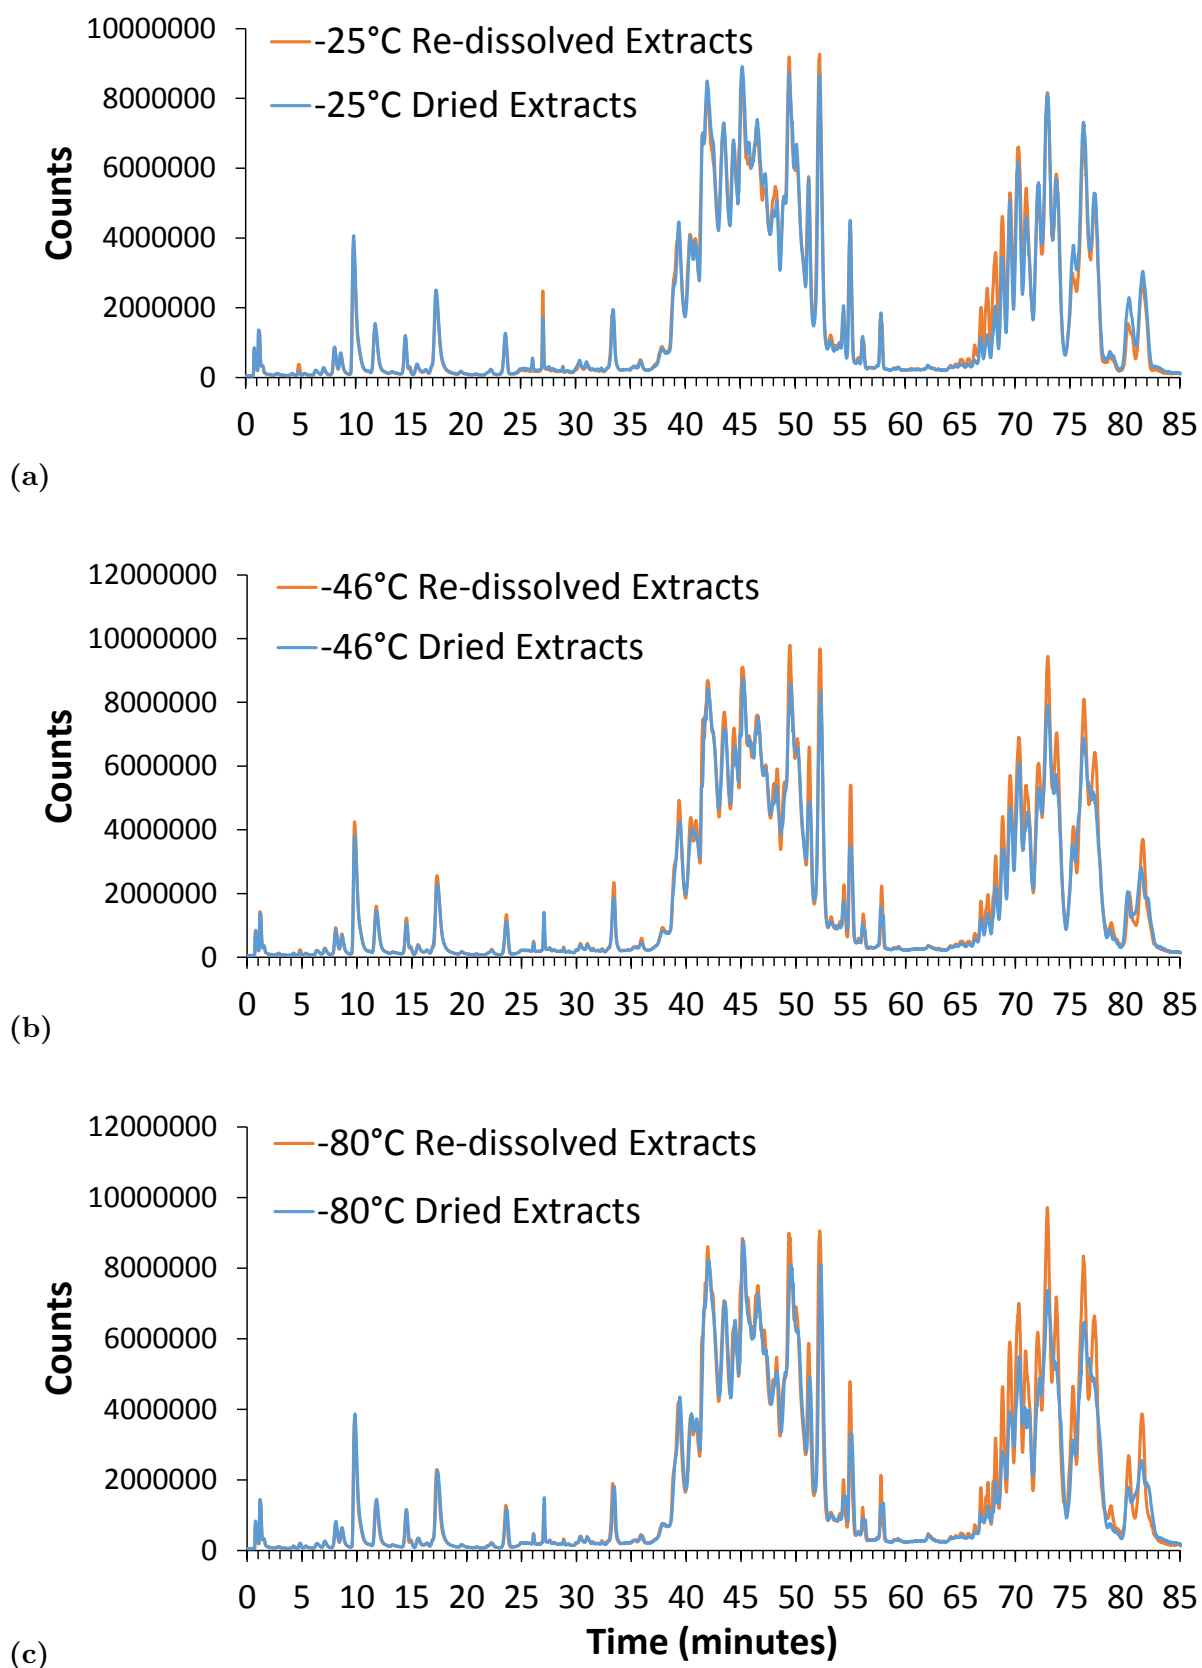 10000000
8000000
6000000
4000000
2000000
0
Counts
-25°C Re-dissolved Extracts
-25°C Dried Extracts
0 5 10 15 20 25 30 35 40 45 50 55 60 65 70 75 80 85
(a)
12000000
10000000
8000000
6000000
4000000
2000000
0
Counts
-46°C Re-dissolved Extracts
-46°C Dried Extracts
0 5 10 15 20 25 30 35 40 45 50 55 60 65 70 75 80 85
(b)
12000000
10000000
8000000
6000000
4000000
2000000
0
Counts
-80°C Re-dissolved Extracts
-80°C Dried Extracts
0 5 10 15 20 25 30 35 40 45 50 55 60 65 70 75 80 85
Time (minutes)
(c)